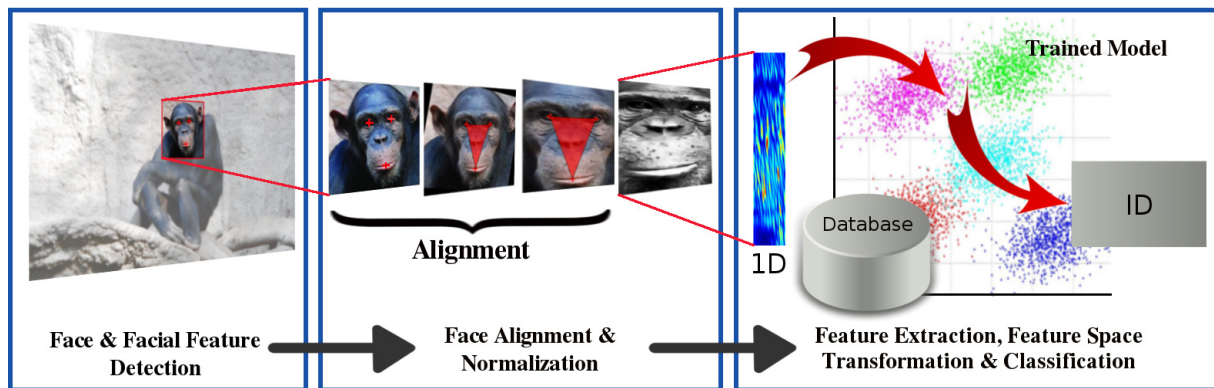 Trained Model
Database
ID
1D
Alignment
Face & Facial Feature
Detection
Face Alignment &
Normalization
Feature Extraction, Feature Space
Transformation & Classification